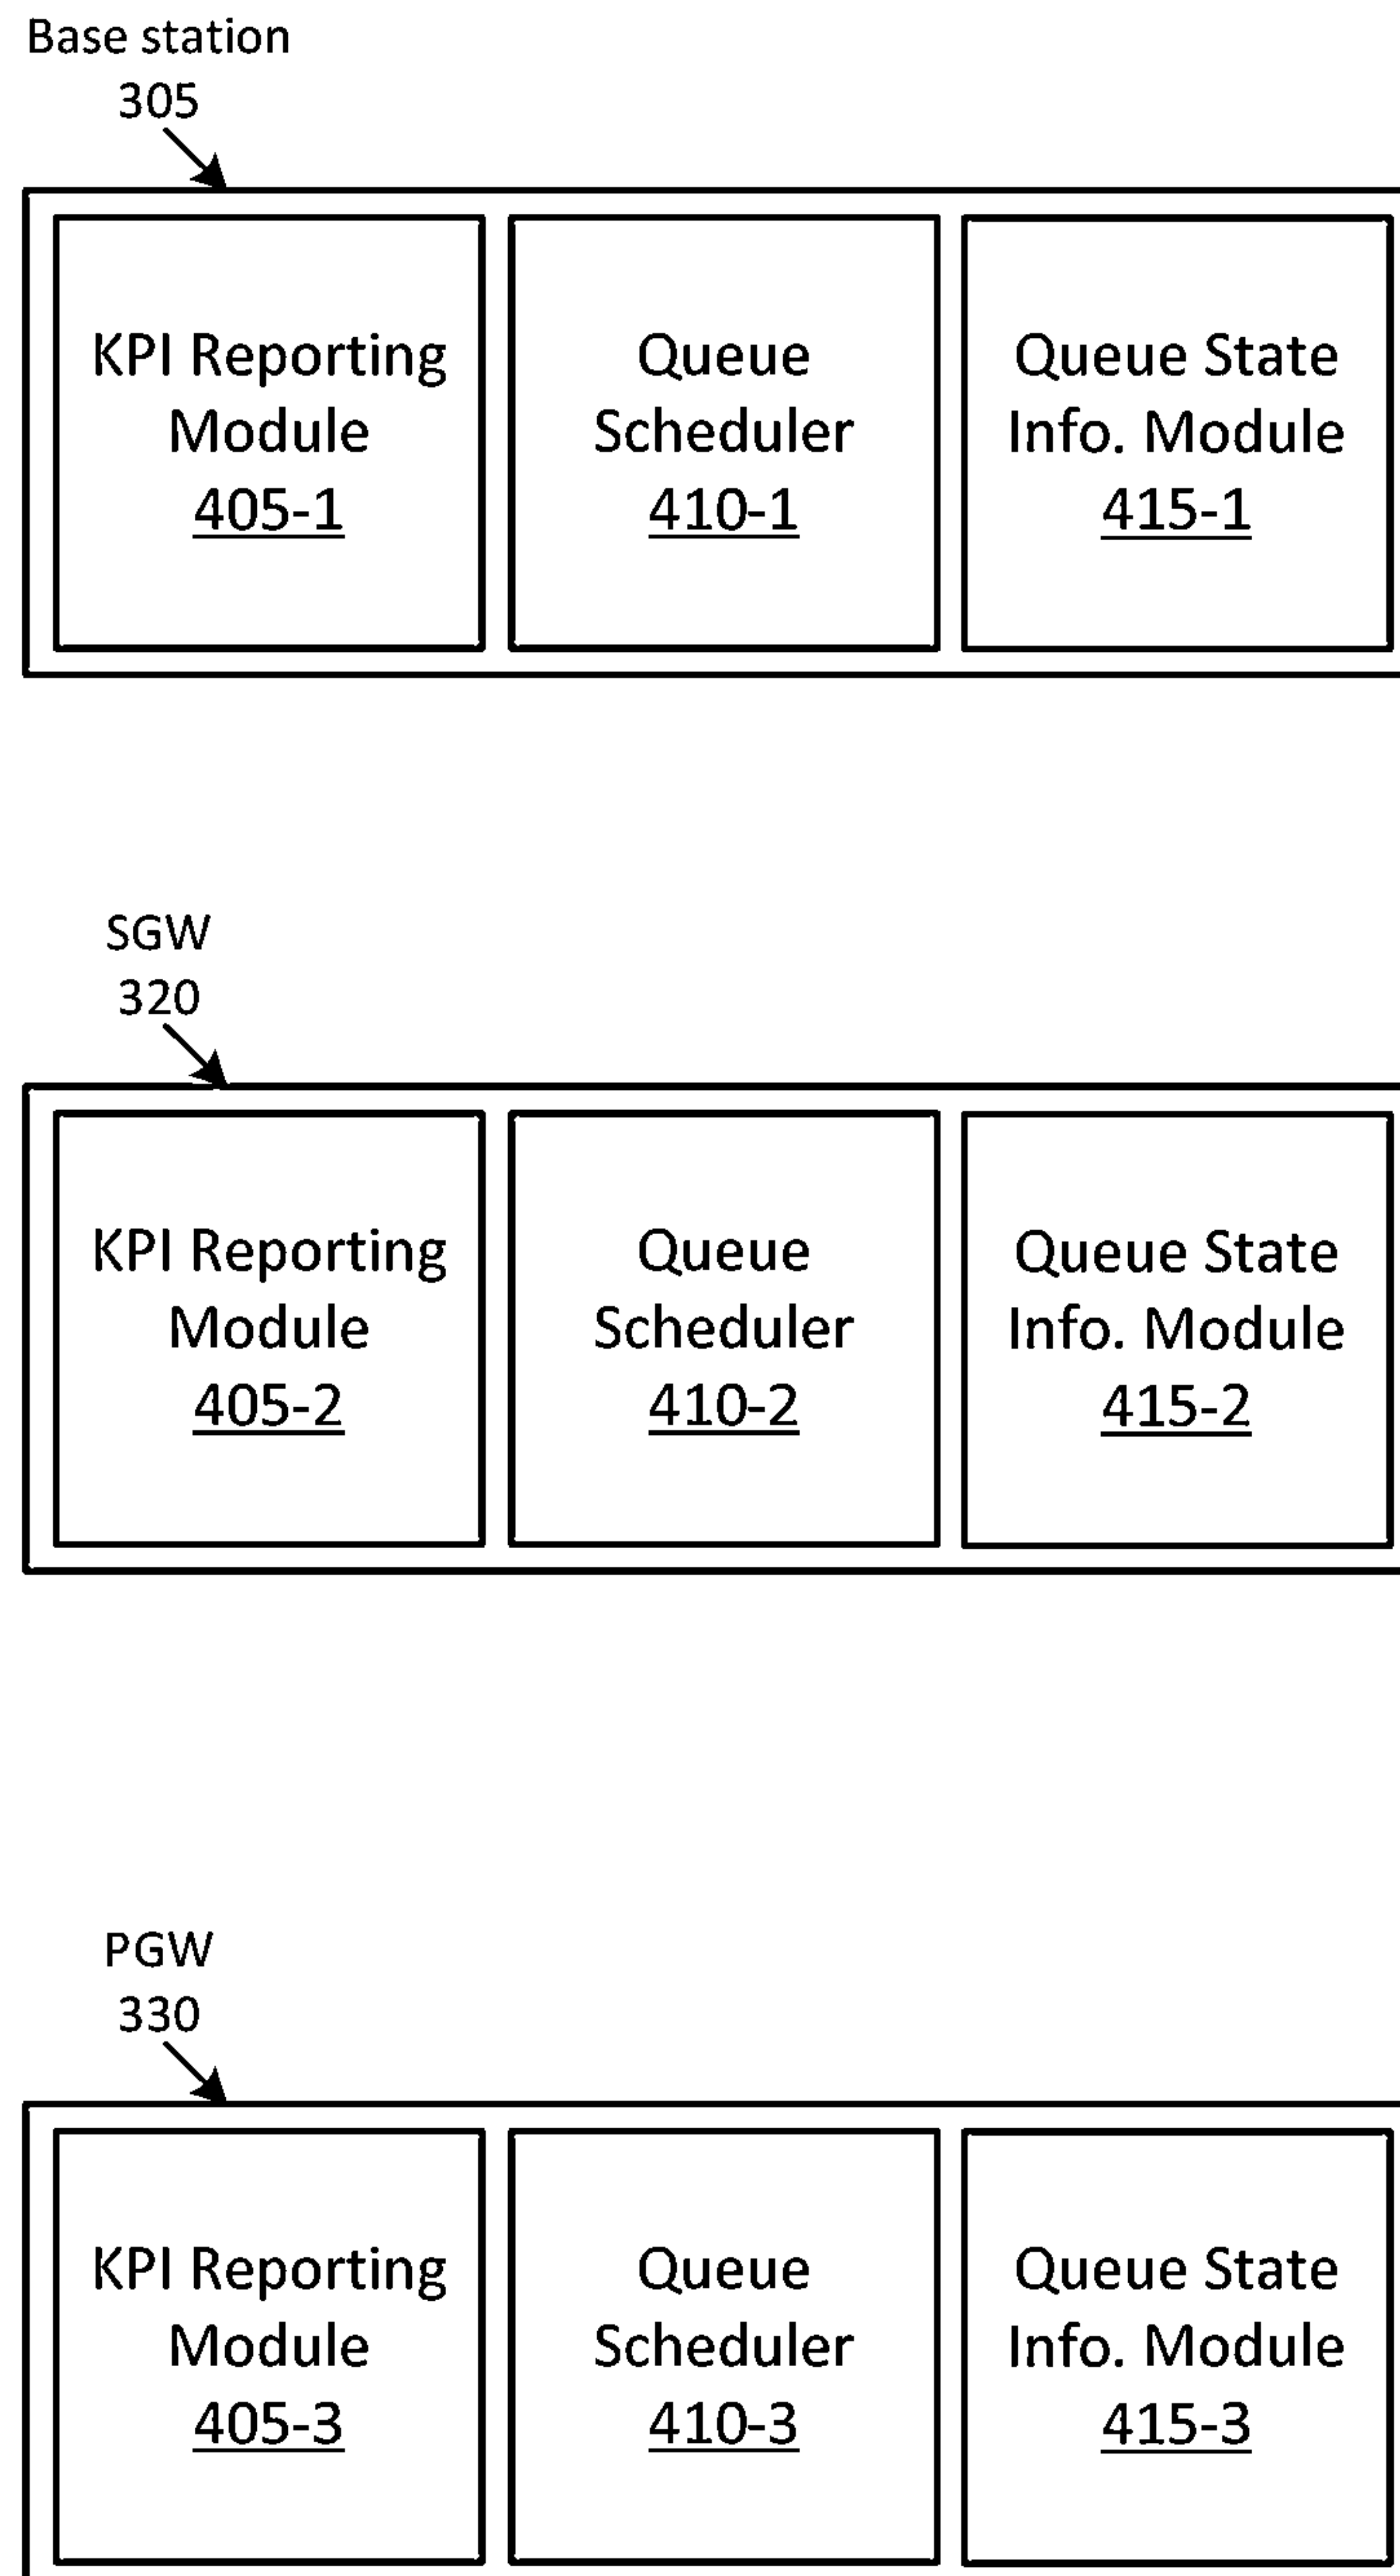 Base station
305
KPI Reporting
Module
405-1
Queue
Scheduler
410-1
Queue State
Info. Module
415-1
SGW
320
KPI Reporting
Module
405-2
Queue
Scheduler
410-2
Queue State
Info. Module
415-2
PGW
330
KPI Reporting
Module
405-3
Queue
Scheduler
410-3
Queue State
Info. Module
415-3